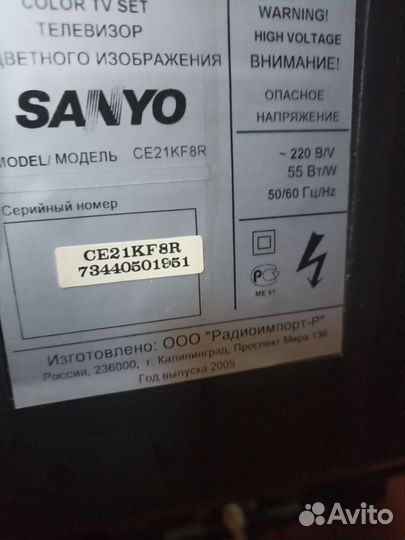 COLOR TV SET
ТЕЛЕВИЗОР
ЦВЕТНОГО ИЗОБРАЖЕНИЯ
SANYO
MODEL/ МОДЕЛЬ CE21KF8R
WARNING!
HIGH VOLTAGE
ВНИМАНИЕ!
ОПАСНОЕ
НАПРЯЖЕНИЕ
~ 220 В/V
55 Вт/W
50/60 Гц/Hz
Серийный номер
CE21KF8R
73440501951
РС
МЕ 61
Изготовлено: ООО "Радиоимпорт-Р"
Россия, 236000, г. Калининград, Проспект Мира 136
Год выпуска 2005
Avito